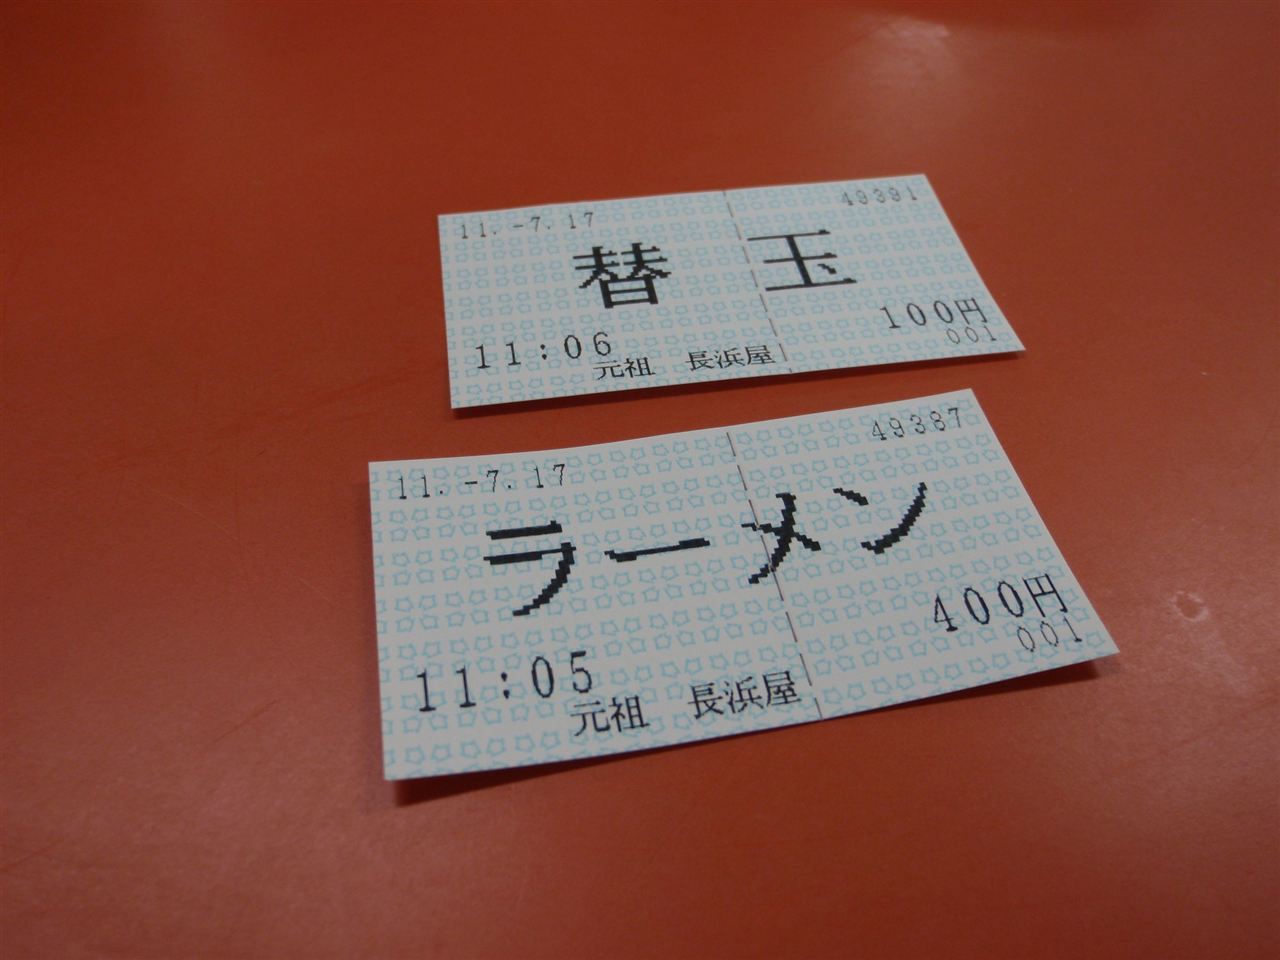 11.-7.17 49391
替玉
100円
001
11:06
元祖 長浜屋
11.-7.17 49387
ラーメン
400円
001
11:05
元祖 長浜屋